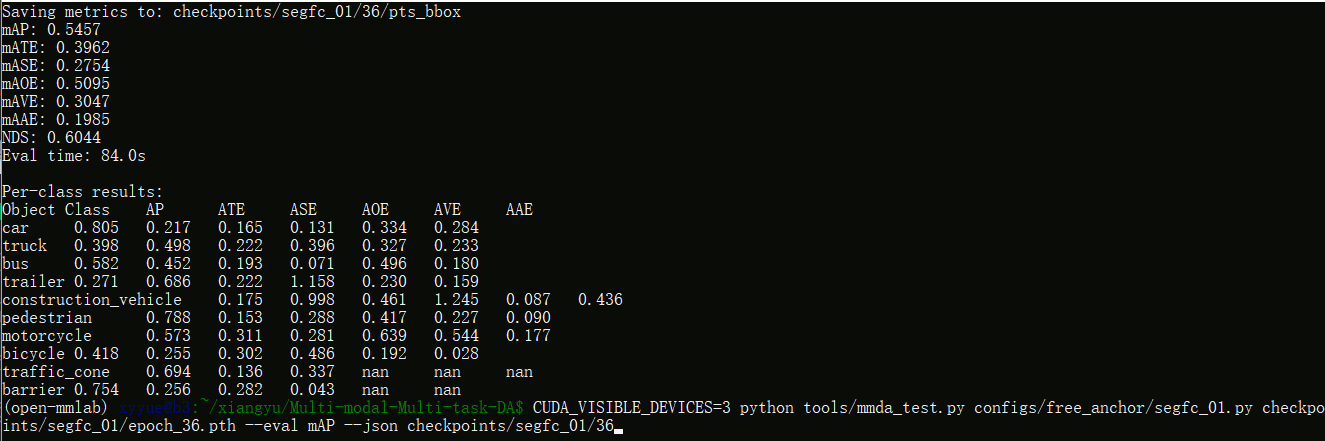 Saving metrics to: checkpoints/segfc_01/36/pts_bbox
mAP: 0.5457
mATE: 0.3962
mASE: 0.2754
mAOE: 0.5095
mAVE: 0.3047
mAAE: 0.1985
NDS: 0.6044
Eval time: 84.0s
Per-class results:
Object Class AP ATE ASE AOE AVE AAE
car 0.805 0.217 0.165 0.131 0.334 0.284
truck 0.398 0.498 0.222 0.396 0.327 0.233
bus 0.582 0.452 0.193 0.071 0.496 0.180
trailer 0.271 0.686 0.222 1.158 0.230 0.159
construction_vehicle 0.175 0.998 0.461 1.245 0.087 0.436
pedestrian 0.788 0.153 0.288 0.417 0.227 0.090
motorcycle 0.573 0.311 0.281 0.639 0.544 0.177
bicycle 0.418 0.255 0.302 0.486 0.192 0.028
traffic_cone 0.694 0.136 0.337 nan nan nan
barrier 0.754 0.256 0.282 0.043 nan nan
(open-mmlab) xyyue@b3:~/xiangyu/Multi-modal-Multi-task-DA$ CUDA_VISIBLE_DEVICES=3 python tools/mmda_test.py configs/free_anchor/segfc_01.py checkpo
ints/segfc_01/epoch_36.pth --eval mAP --json checkpoints/segfc_01/36